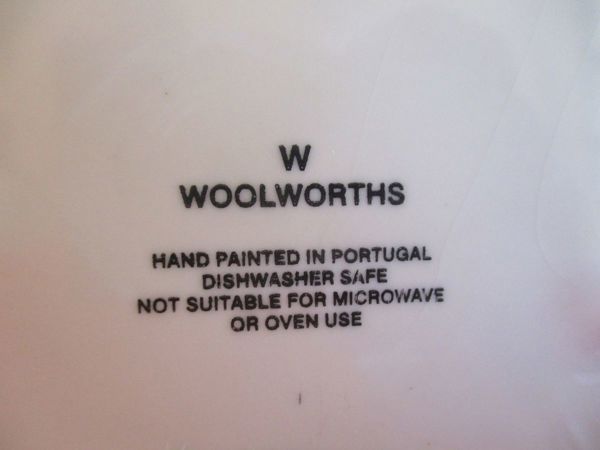 W
WOOLWORTHS
HAND PAINTED IN PORTUGAL
DISHWASHER SAFE
NOT SUITABLE FOR MICROWAVE
OR OVEN USE